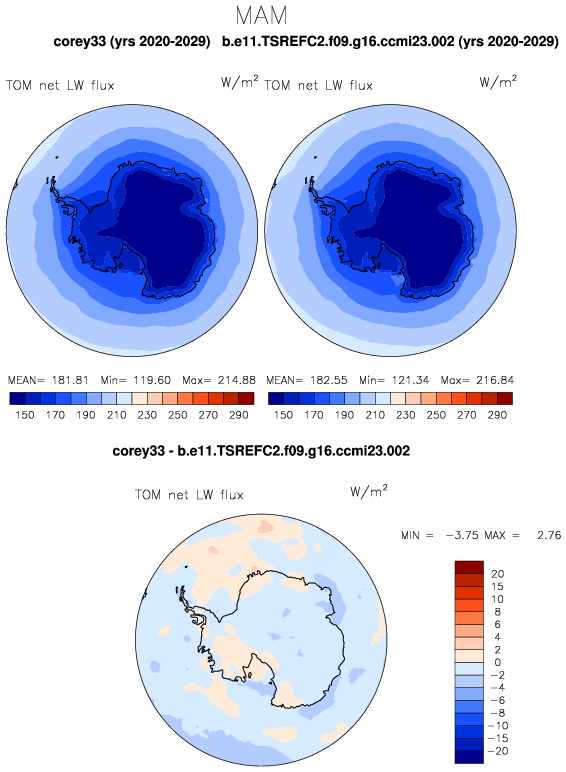 MAM
corey33 (yrs 2020-2029) b.e11.TSREFC2.f09.g16.ccmi23.002 (yrs 2020-2029)
TOM net LW flux W/m² TOM net LW flux W/m²
MEAN= 181.81 Min= 119.60 Max= 214.88 MEAN= 182.55 Min= 121.34 Max= 216.84
150 170 190 210 230 250 270 290 150 170 190 210 230 250 270 290
corey33 - b.e11.TSREFC2.f09.g16.ccmi23.002
TOM net LW flux W/m²
MIN = -3.75 MAX = 2.76
20
15
10
8
6
4
2
0
-2
-4
-6
-8
-10
-15
-20